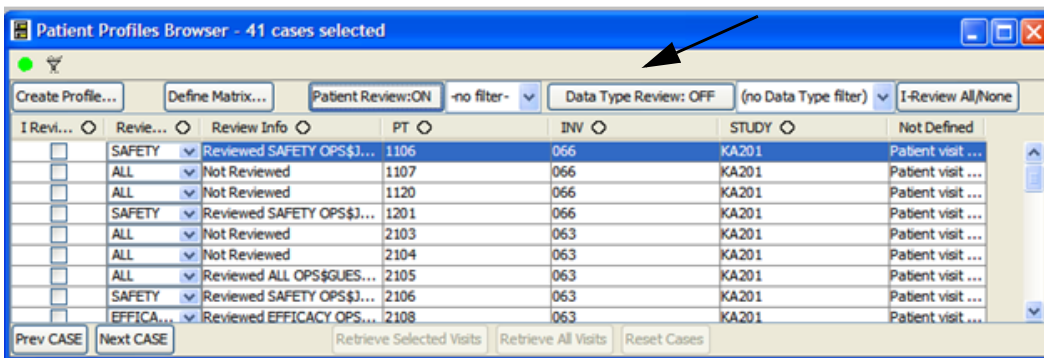 Patient Profiles Browser - 41 cases selected
Create Profile... Define Matrix... Patient Review:ON -no filter- Data Type Review: OFF (no Data Type filter) I-Review All/None
I Revi... Revie... Review Info PT INV STUDY Not Defined
SAFETY Reviewed SAFETY OPS$J... 1106 066 KA201 Patient visit ...
ALL Not Reviewed 1107 066 KA201 Patient visit ...
ALL Not Reviewed 1120 066 KA201 Patient visit ...
SAFETY Reviewed SAFETY OPS$J... 1201 066 KA201 Patient visit ...
ALL Not Reviewed 2103 063 KA201 Patient visit ...
ALL Not Reviewed 2104 063 KA201 Patient visit ...
ALL Reviewed ALL OPS$GUES... 2105 063 KA201 Patient visit ...
SAFETY Reviewed SAFETY OPS$J... 2106 063 KA201 Patient visit ...
EFFICA... Reviewed EFFICACY OPS... 2108 063 KA201 Patient visit ...
Prev CASE Next CASE Retrieve Selected Visits Retrieve All Visits Reset Cases